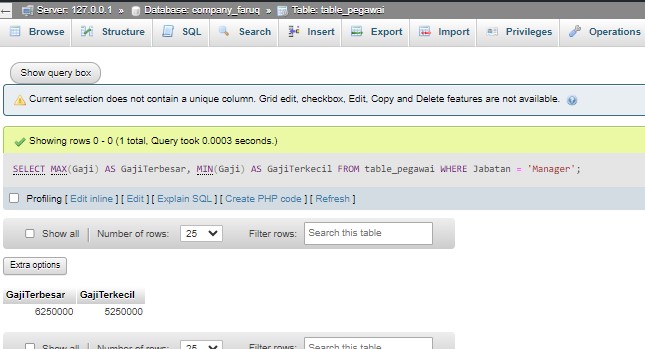 Server: 127.0.0.1 » Database: company_faruq » Table: table_pegawai
Browse Structure SQL Search Insert Export Import Privileges Operations
Show query box
Current selection does not contain a unique column. Grid edit, checkbox, Edit, Copy and Delete features are not available.
Showing rows 0 - 0 (1 total, Query took 0.0003 seconds.)
SELECT MAX(Gaji) AS GajiTerbesar, MIN(Gaji) AS GajiTerkecil FROM table_pegawai WHERE Jabatan = 'Manager';
Profiling [ Edit inline ] [ Edit ] [ Explain SQL ] [ Create PHP code ] [ Refresh ]
Show all | Number of rows: 25 Filter rows: Search this table
Extra options
GajiTerbesar GajiTerkecil
6250000 5250000
Show all | Number of rows: 25 Filter rows: Search this table